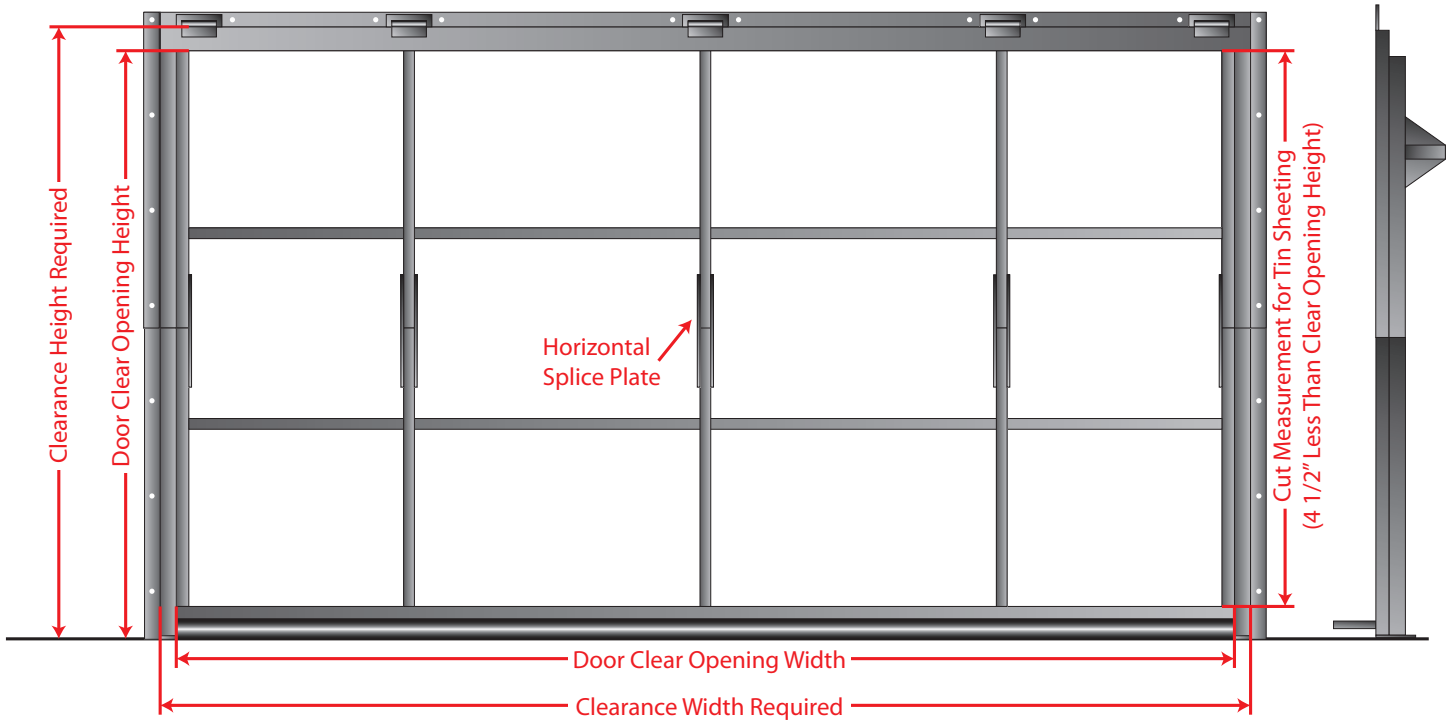 Clearance Height Required
Door Clear Opening Height
Horizontal
Splice Plate
Cut Measurement for Tin Sheeting
(4 1/2” Less Than Clear Opening Height)
Door Clear Opening Width
Clearance Width Required